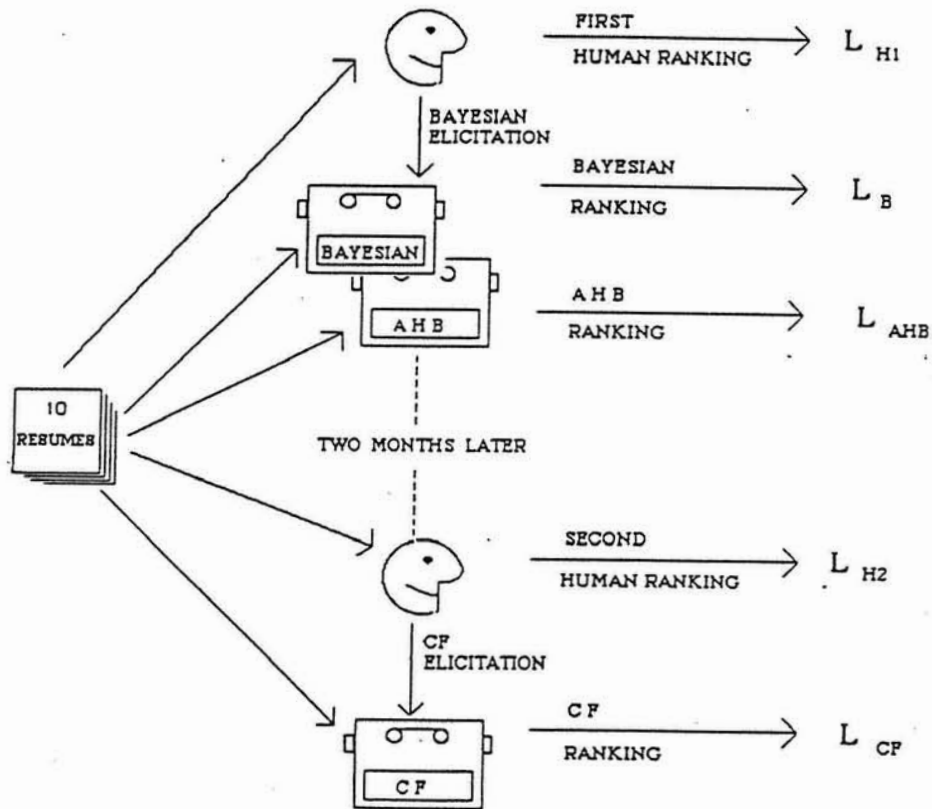 FIRST
HUMAN RANKING
L H1
BAYESIAN
ELICITATION
BAYESIAN
RANKING
L B
BAYESIAN
A H B
RANKING
L AHB
A H B
10
RESUMES
TWO MONTHS LATER
SECOND
HUMAN RANKING
L H2
CF
ELICITATION
C F
RANKING
L CF
C F